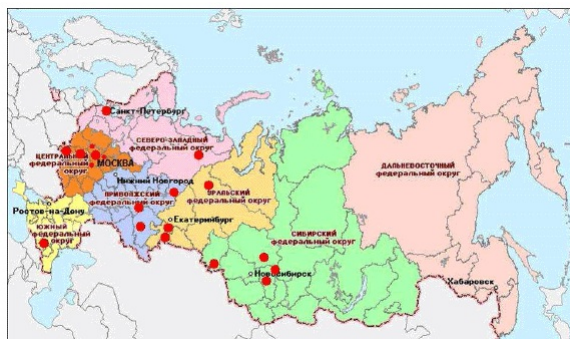 Санкт-Петербург
СЕВЕРО-ЗАПАДНЫЙ
федеральный округ
ЦЕНТРАЛЬНЫЙ
федеральный округ
МОСКВА
ДАЛЬНЕВОСТОЧНЫЙ
федеральный округ
Нижний Новгород
ПРИВОЛЖСКИЙ
федеральный округ
УРАЛЬСКИЙ
федеральный округ
Ростов-на-Дону
Екатеринбург
ЮЖНЫЙ
федеральный округ
СИБИРСКИЙ
федеральный округ
Новосибирск
Хабаровск